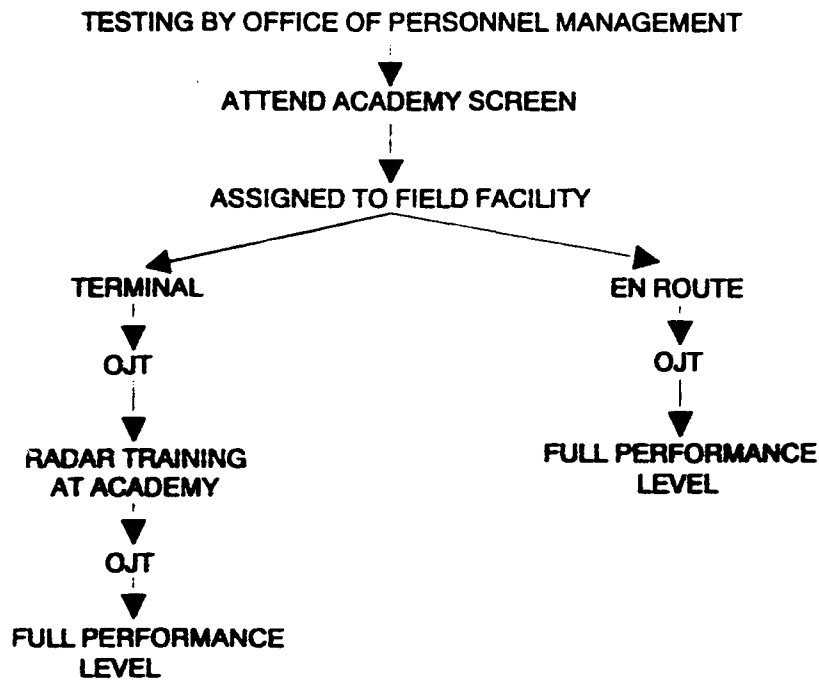 TESTING BY OFFICE OF PERSONNEL MANAGEMENT
ATTEND ACADEMY SCREEN
ASSIGNED TO FIELD FACILITY
TERMINAL
OJT
RADAR TRAINING
AT ACADEMY
OJT
FULL PERFORMANCE
LEVEL
EN ROUTE
OJT
FULL PERFORMANCE
LEVEL